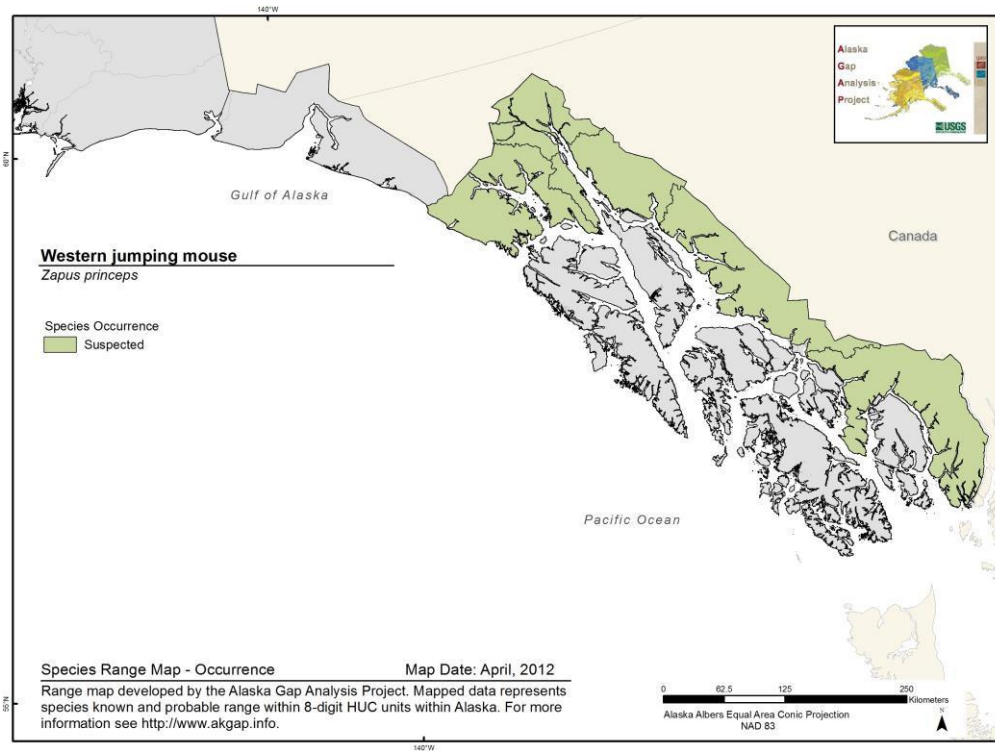 140°W
Alaska
Gap
Analysis
Project
USGS
60°N
Gulf of Alaska
Canada
Western jumping mouse
Zapus princeps
Species Occurrence
Suspected
Pacific Ocean
Species Range Map - Occurrence Map Date: April, 2012
Range map developed by the Alaska Gap Analysis Project. Mapped data represents
species known and probable range within 8-digit HUC units within Alaska. For more
information see http://www.akgap.info.
0 62.5 125 250
Kilometers
Alaska Albers Equal Area Conic Projection
NAD 83
N
55°N
140°W